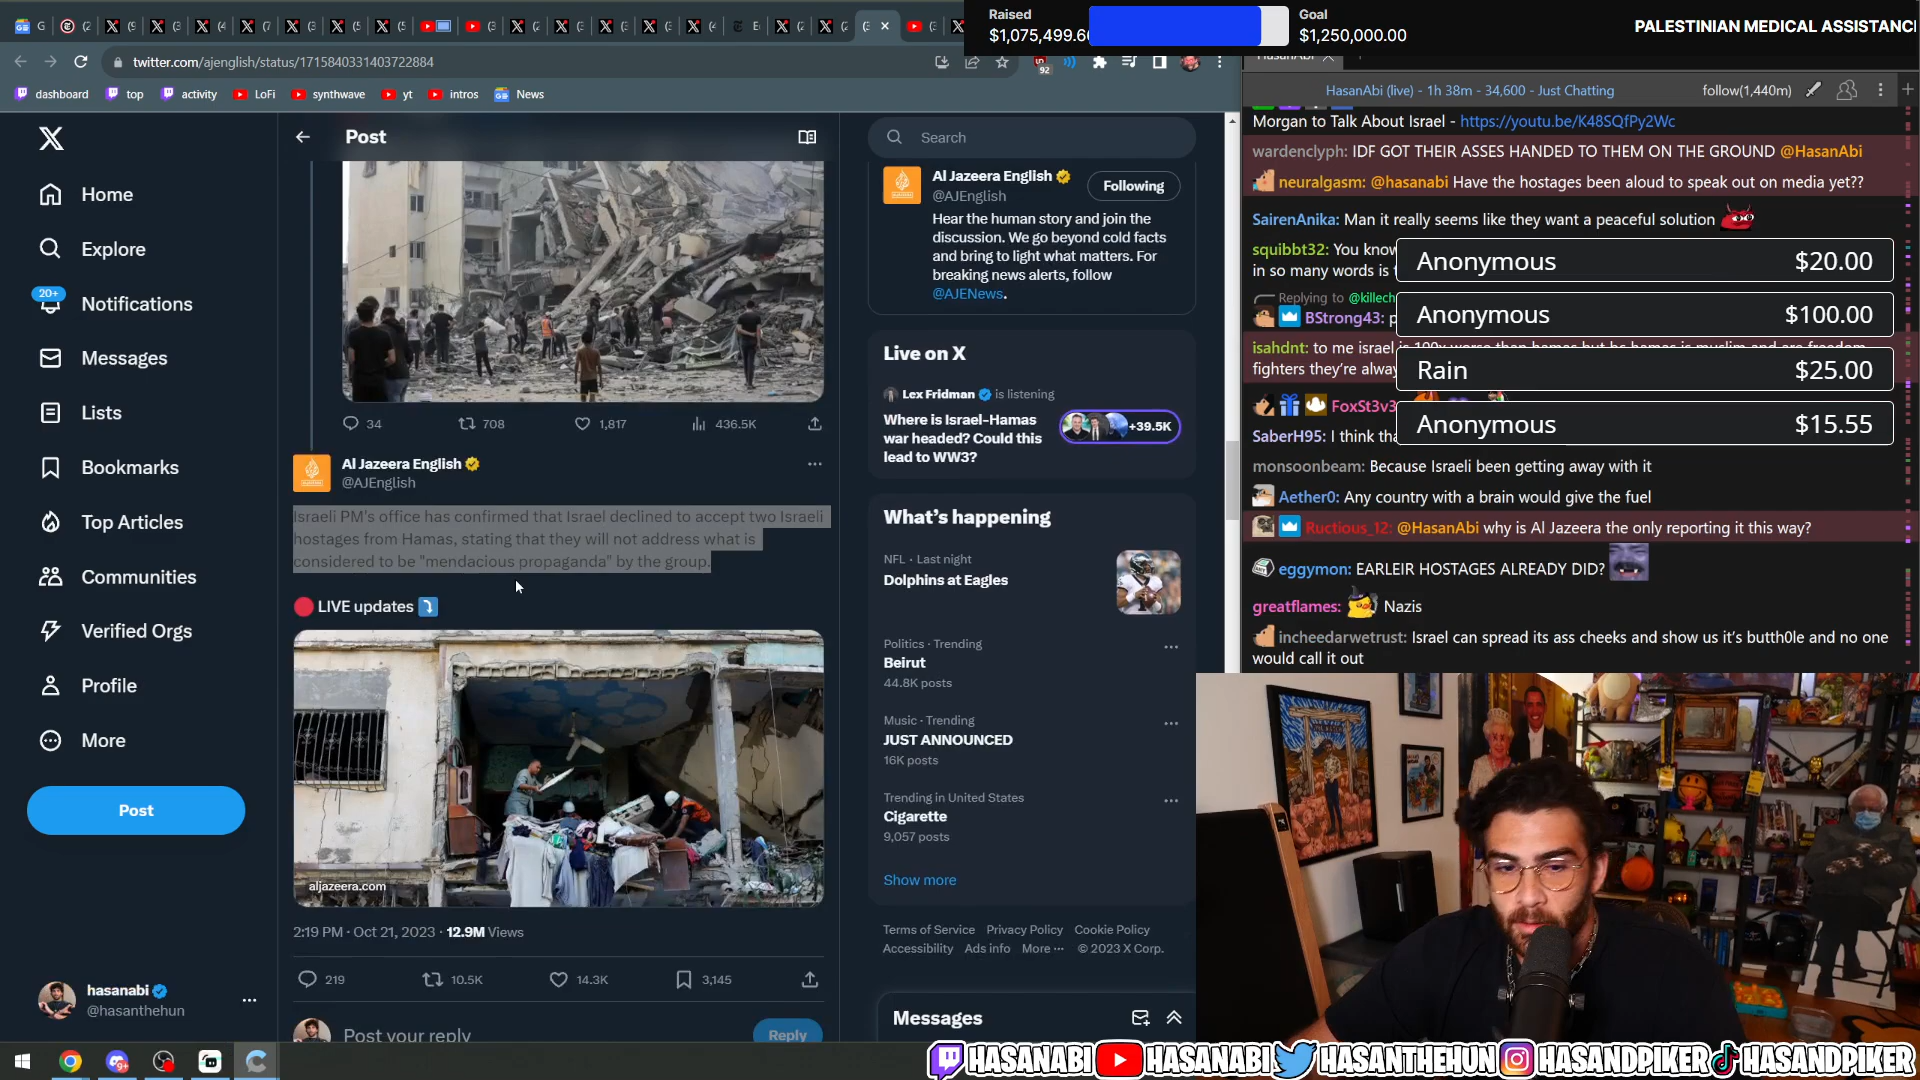 Raised
$1,075,499.6
Goal
$1,250,000.00
PALESTINIAN MEDICAL ASSISTANC
twitter.com/ajenglish/status/1715840331403722884
92
dashboard
top
activity
LoFi
synthwave
yt
intros
News
Home
Explore
20+
Notifications
Messages
Lists
Bookmarks
Top Articles
Communities
Verified Orgs
Profile
More
Post
hasanabi
@hasanthehun
Post
34
708
1,817
436.5K
Al Jazeera English
@AJEnglish
Israeli PM's office has confirmed that Israel declined to accept two Israeli
hostages from Hamas, stating that they will not address what is
considered to be "mendacious propaganda" by the group.
LIVE updates
aljazeera.com
2:19 PM · Oct 21, 2023 · 12.9M Views
219
10.5K
14.3K
3,145
Post your reply
Reply
Search
Al Jazeera English
@AJEnglish
Following
Hear the human story and join the
discussion. We go beyond cold facts
and bring to light what matters. For
breaking news alerts, follow
@AJENews.
Live on X
Lex Fridman is listening
Where is Israel-Hamas
war headed? Could this
lead to WW3?
+39.5K
What's happening
NFL · Last night
Dolphins at Eagles
Politics · Trending
Beirut
44.8K posts
Music · Trending
JUST ANNOUNCED
16K posts
Trending in United States
Cigarette
9,057 posts
Show more
Terms of Service Privacy Policy Cookie Policy
Accessibility Ads info More ··· © 2023 X Corp.
Messages
HasanAbi
HasanAbi (live) - 1h 38m - 34,600 - Just Chatting
follow(1,440m)
Morgan to Talk About Israel - https://youtu.be/K48SQfPy2Wc
wardenclyph: IDF GOT THEIR ASSES HANDED TO THEM ON THE GROUND @HasanAbi
neuralgasm: @hasanabi Have the hostages been aloud to speak out on media yet??
SairenAnika: Man it really seems like they want a peaceful solution
squibbt32: You know
in so many words is
Anonymous $20.00
Replying to @killech
BStrong43:
Anonymous $100.00
isahdnt: to me israel is 100x worse than hamas but bc hamas is muslim and are freedom
fighters they're alway
Rain $25.00
FoxSt3v3
SaberH95: I think tha
Anonymous $15.55
monsoonbeam: Because Israeli been getting away with it
Aether0: Any country with a brain would give the fuel
Ructious_12: @HasanAbi why is Al Jazeera the only reporting it this way?
eggymon: EARLEIR HOSTAGES ALREADY DID?
greatflames: Nazis
incheedarwetrust: Israel can spread its ass cheeks and show us it's butth0le and no one
would call it out
HASANABI HASANABI HASANTHEHUN HASANDPIKER HASANDPIKER